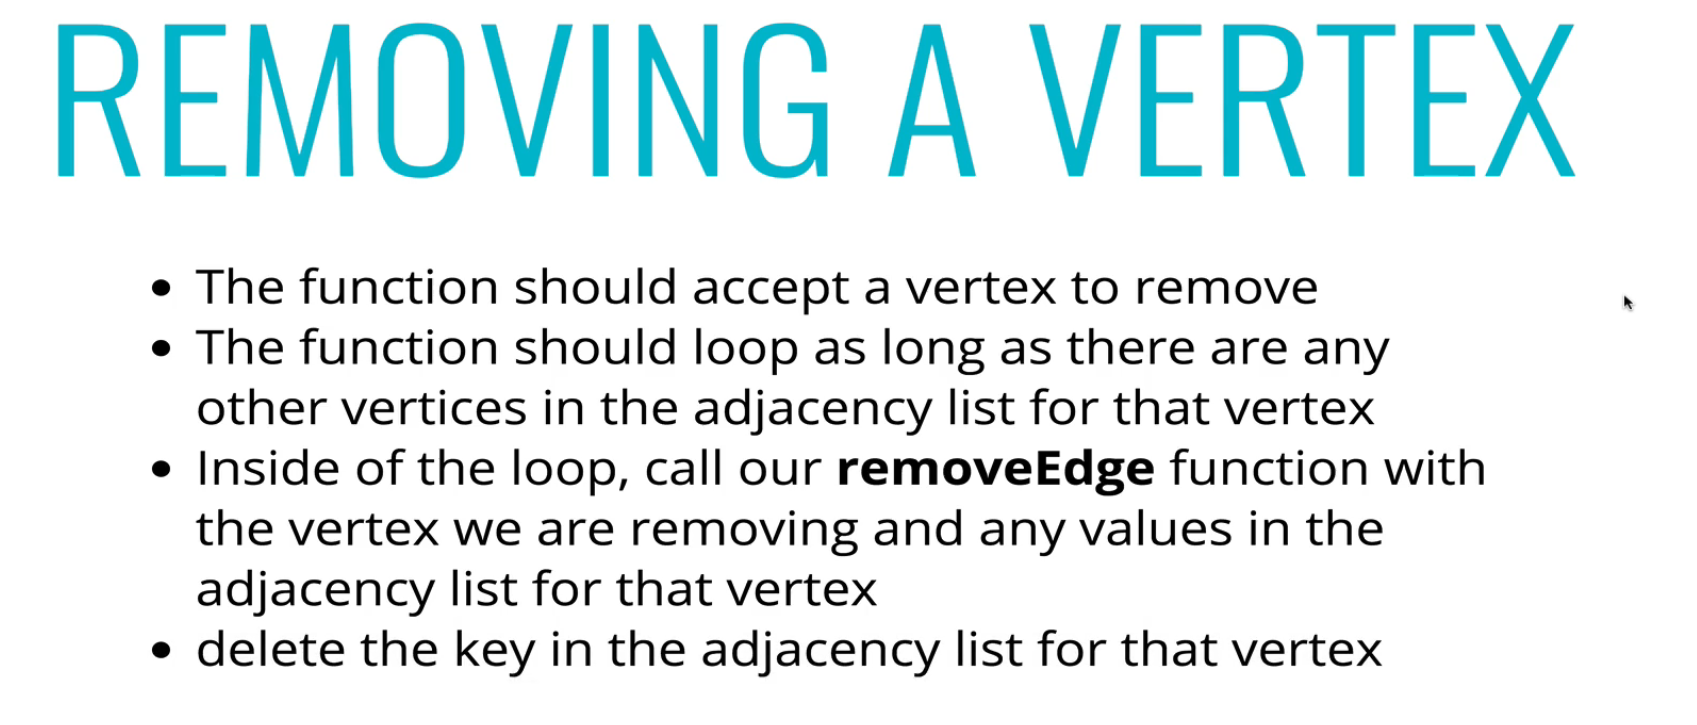 REMOVING A VERTEX
• The function should accept a vertex to remove
• The function should loop as long as there are any
other vertices in the adjacency list for that vertex
• Inside of the loop, call our removeEdge function with
the vertex we are removing and any values in the
adjacency list for that vertex
• delete the key in the adjacency list for that vertex